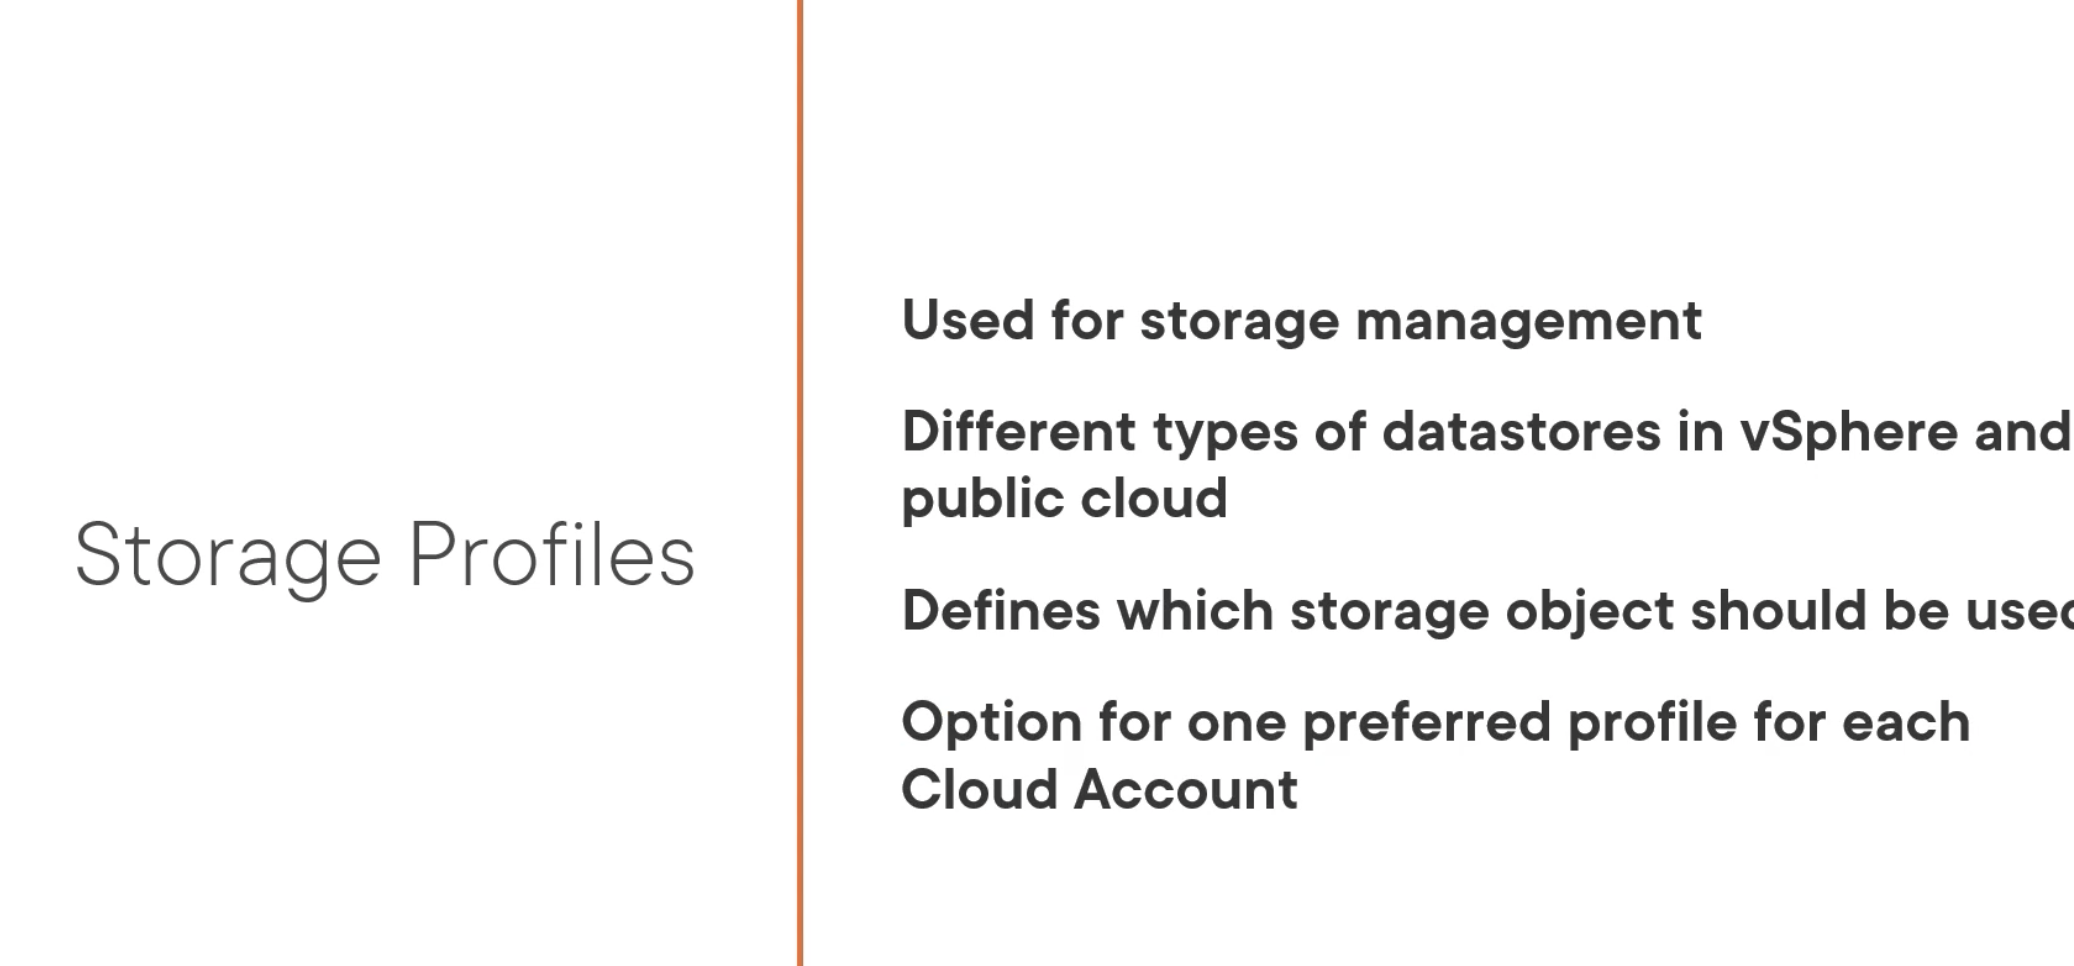 Storage Profiles
Used for storage management
Different types of datastores in vSphere and
public cloud
Defines which storage object should be used
Option for one preferred profile for each
Cloud Account